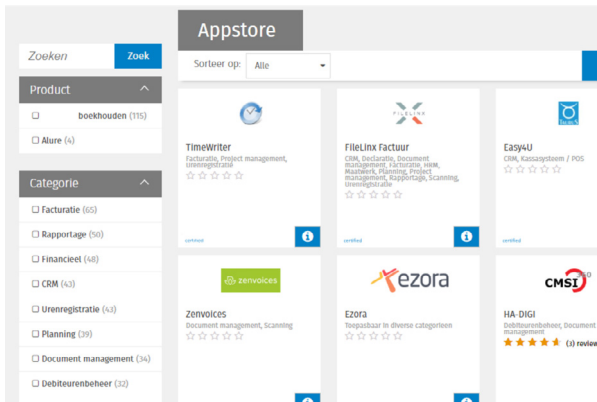 Appstore
Zoeken
Zoek
Sorteer op:
Alle
Product
boekhouden (115)
Alure (4)
Categorie
Facturatie (65)
Rapportage (50)
Financieel (48)
CRM (43)
Urenregistratie (43)
Planning (39)
Document management (34)
Debiteurenbeheer (32)
TimeWriter
Facturatie, Project management,
Urenregistratie
certified
FILELINX
FileLinx Factuur
CRM, Declaratie, Document
management, Facturatie, HRM,
Maatwerk, Planning, Project
management, Rapportage, Scanning,
Urenregistratie
certified
Easy4U
CRM, Kassasysteem / POS
certified
zenvoices
Zenvoices
Document management, Scanning
ezora
Ezora
Toepasbaar in diverse categorieen
CMSI
360
HA-DIGI
Debiteurenbeheer, Document
management
(3) review